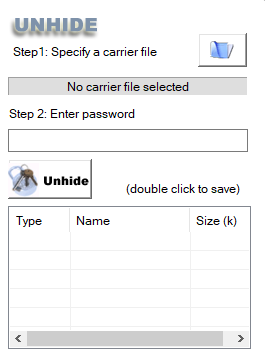 UNHIDE
Step1: Specify a carrier file
No carrier file selected
Step 2: Enter password
Unhide
(double click to save)
Type Name Size (k)